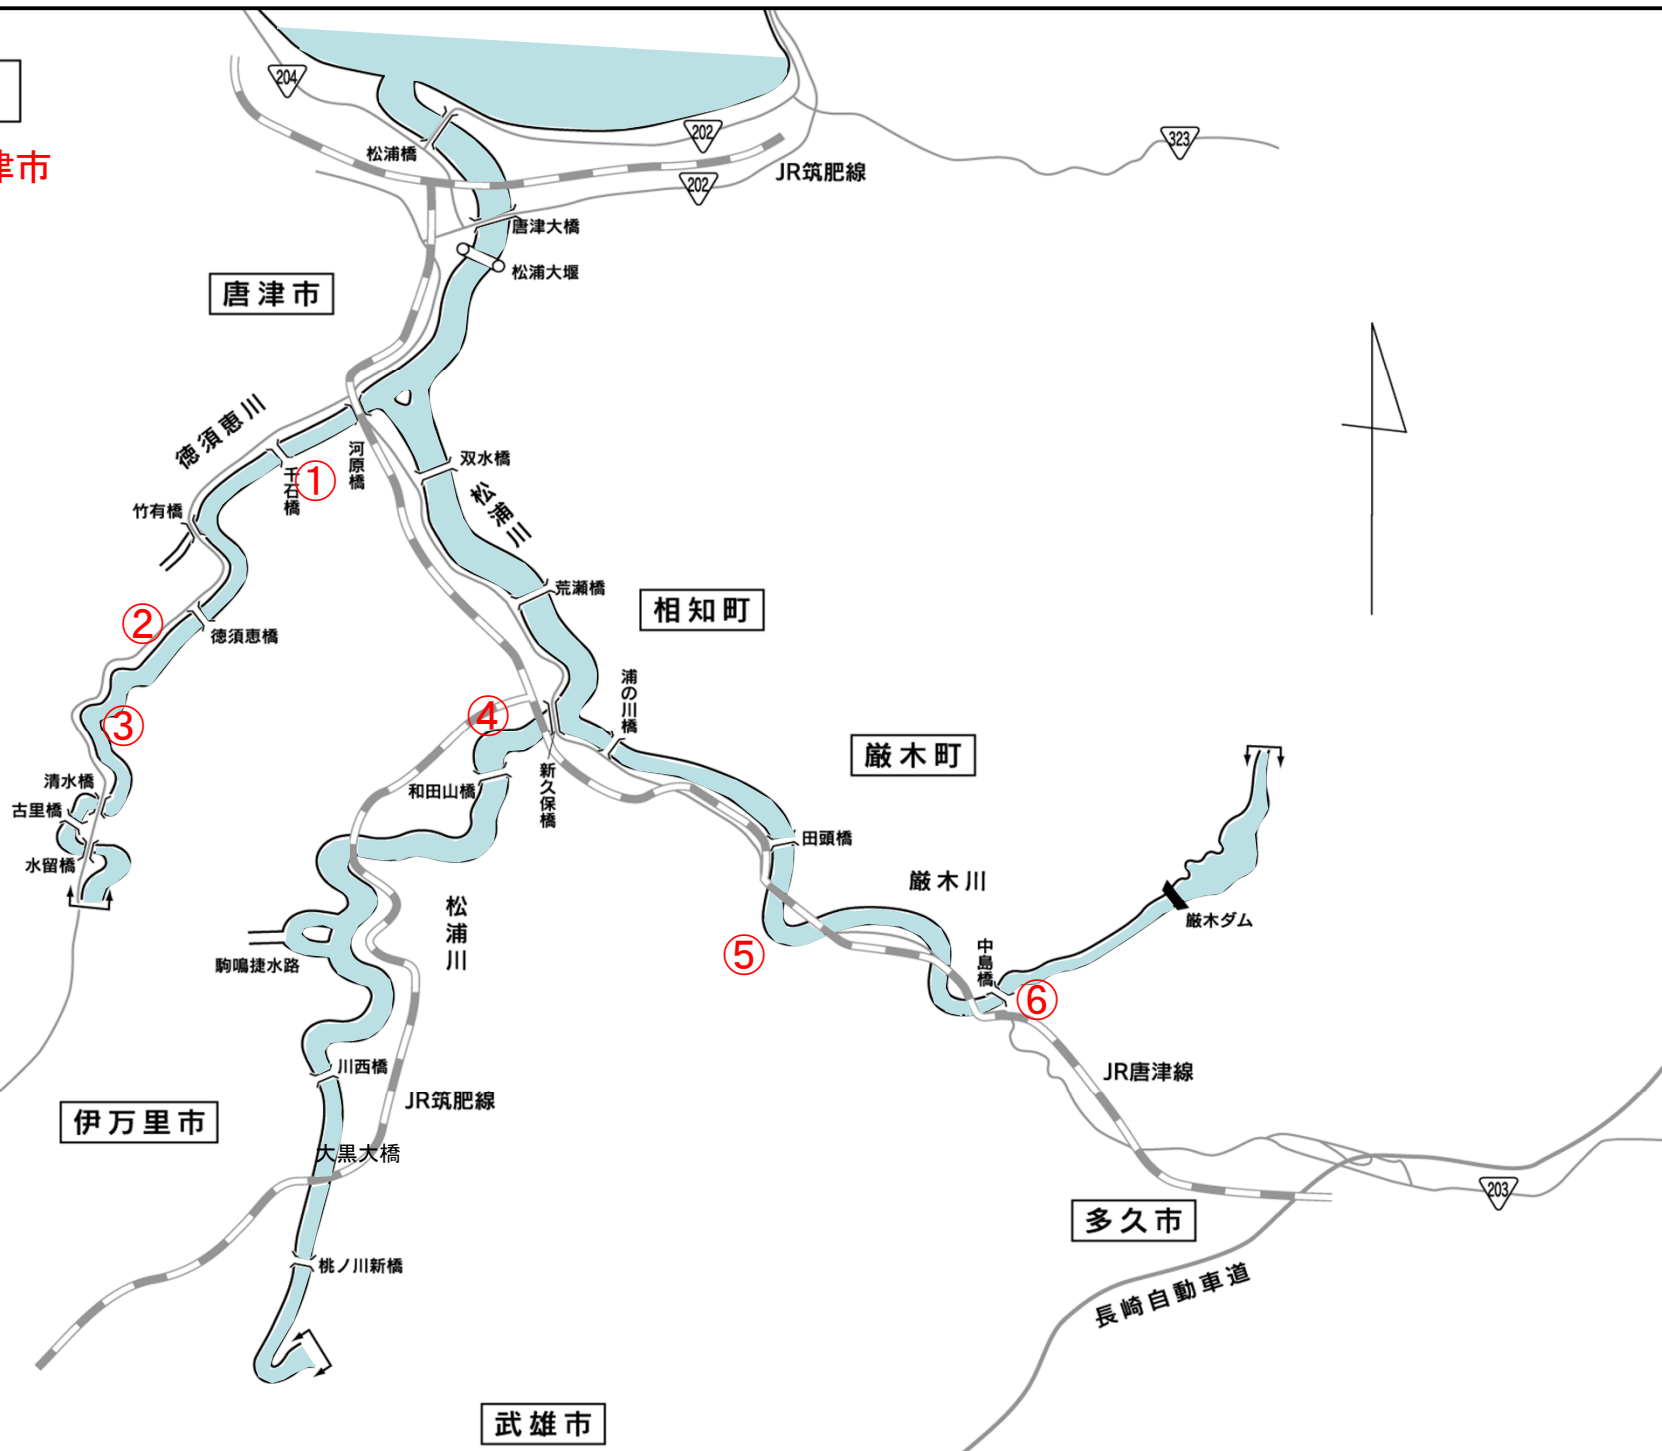 204
津市
松浦橋
202
323
JR筑肥線
202
唐津大橋
松浦大堰
唐津市
徳須恵川
河原橋
千石橋
①
双水橋
松浦川
竹有橋
荒瀬橋
相知町
②
徳須恵橋
浦の川橋
③
④
厳木町
清水橋
古里橋
和田山橋
新久保橋
水留橋
田頭橋
厳木川
松浦川
厳木ダム
⑤
中島橋
駒鳴捷水路
⑥
川西橋
JR唐津線
JR筑肥線
伊万里市
大黒大橋
203
多久市
桃ノ川新橋
長崎自動車道
武雄市